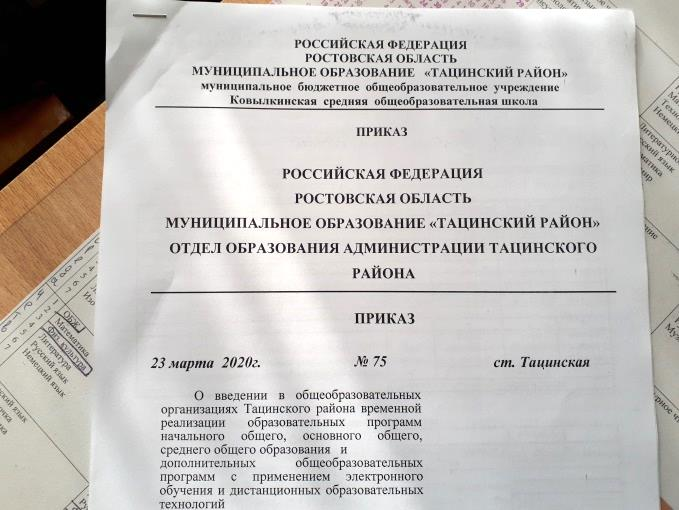 РОССИЙСКАЯ ФЕДЕРАЦИЯ
РОСТОВСКАЯ ОБЛАСТЬ
МУНИЦИПАЛЬНОЕ ОБРАЗОВАНИЕ «ТАЦИНСКИЙ РАЙОН»
муниципальное бюджетное общеобразовательное учреждение
Ковылкинская средняя общеобразовательная школа
ПРИКАЗ
РОССИЙСКАЯ ФЕДЕРАЦИЯ
РОСТОВСКАЯ ОБЛАСТЬ
МУНИЦИПАЛЬНОЕ ОБРАЗОВАНИЕ «ТАЦИНСКИЙ РАЙОН»
ОТДЕЛ ОБРАЗОВАНИЯ АДМИНИСТРАЦИИ ТАЦИНСКОГО
РАЙОНА
ПРИКАЗ
23 марта 2020г. № 75 ст. Тацинская
О введении в общеобразовательных
организациях Тацинского района временной
реализации образовательных программ
начального общего, основного общего,
среднего общего образования и
дополнительных общеобразовательных
программ с применением электронного
обучения и дистанционных образовательных
технологий
ОБЖ
Математика
Физ. культура
Литература
Русский язык
Немецкий язык